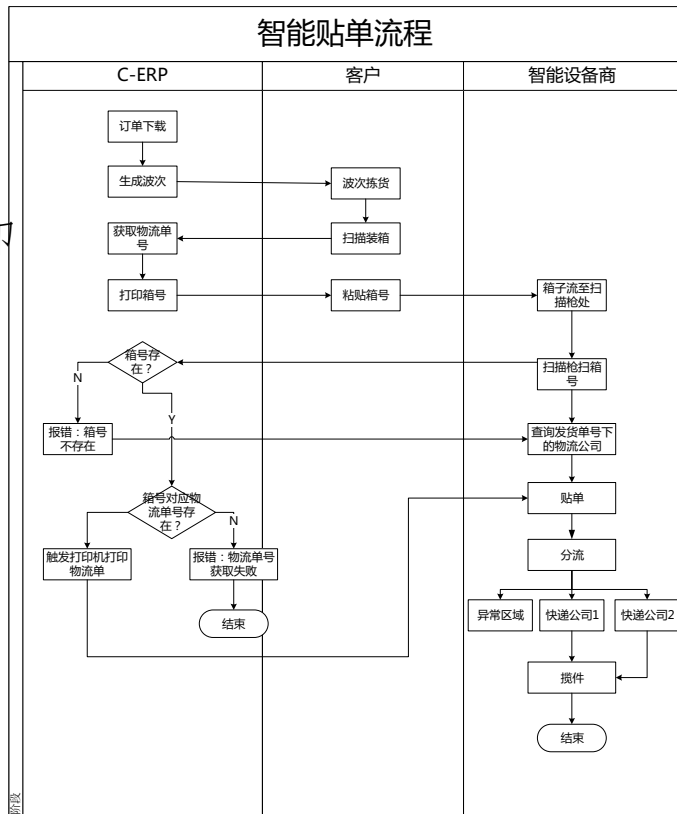 智能贴单流程
C-ERP
客户
智能设备商
订单下载
生成波次
波次拣货
获取物流单
号
扫描装箱
打印箱号
粘贴箱号
箱子流至扫
描枪处
箱号存
在？
扫描枪扫箱
号
N
Y
报错：箱号
不存在
查询发货单号下
的物流公司
箱号对应物
流单号存
在？
贴单
N
触发打印机打印
物流单
报错：物流单号
获取失败
分流
结束
异常区域
快递公司1
快递公司2
揽件
结束
阶段